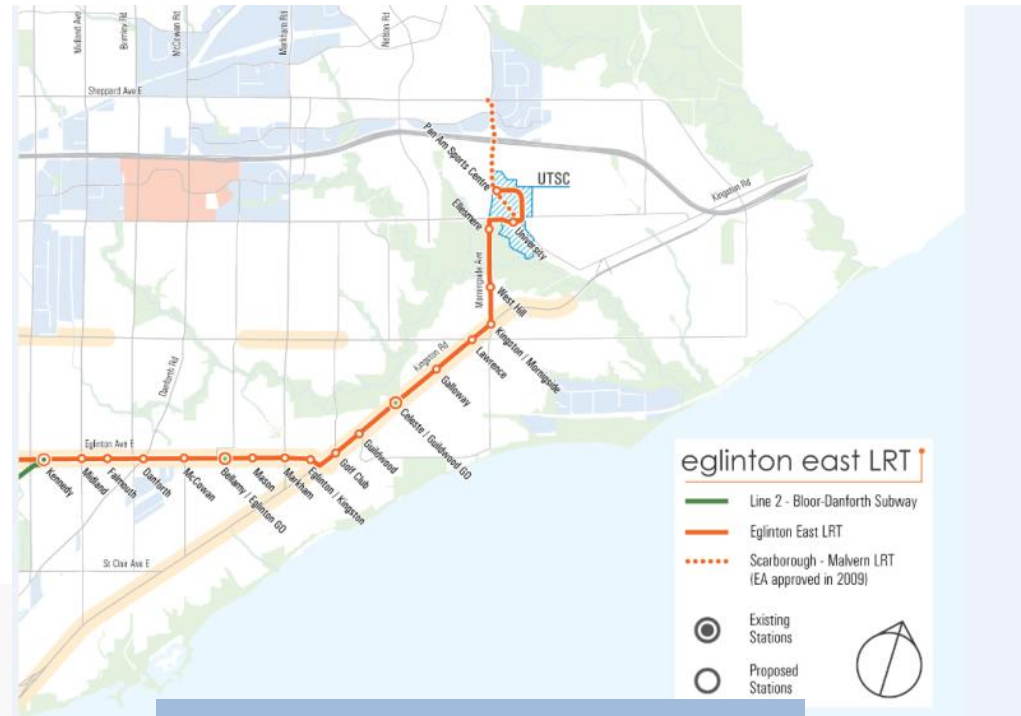 Midland Ave
Brimley Rd
McCowan Rd
Markham Rd
Neilson Rd
Sheppard Ave E
Pan Am Sports Centre
UTSC
Kingston Rd
Ellesmere
University
Morningside Ave
West Hill
Kingston / Morningside
Kingston Rd
Lawrence
Galloway
Danforth Rd
Celeste / Guildwood GO
Guildwood
Golf Club
Eglinton Ave E
Kennedy
Midland
Falmouth
Danforth
McCowan
Bellamy / Eglinton GO
Mason
Markham
Eglinton / Kingston
St Clair Ave E
eglinton east LRT
Line 2 - Bloor-Danforth Subway
Eglinton East LRT
Scarborough - Malvern LRT
(EA approved in 2009)
Existing
Stations
Proposed
Stations